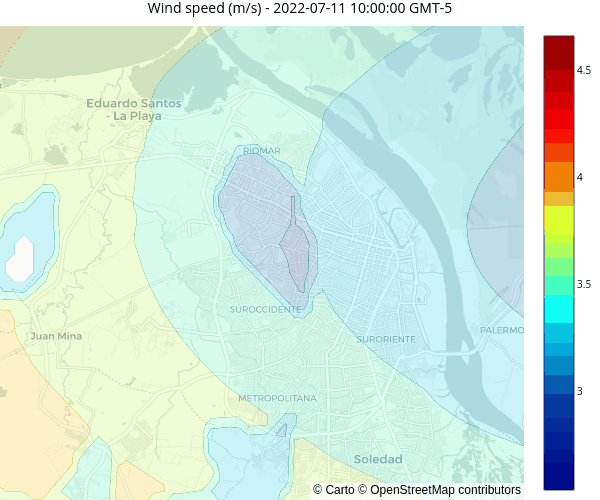 Wind speed (m/s) - 2022-07-11 10:00:00 GMT-5
4.5
Eduardo Santos
- La Playa
RIOMAR
4
3.5
SUROCCIDENTE
PALERMO
Juan Mina
SURORIENTE
3
METROPOLITANA
Soledad
© Carto © OpenStreetMap contributors